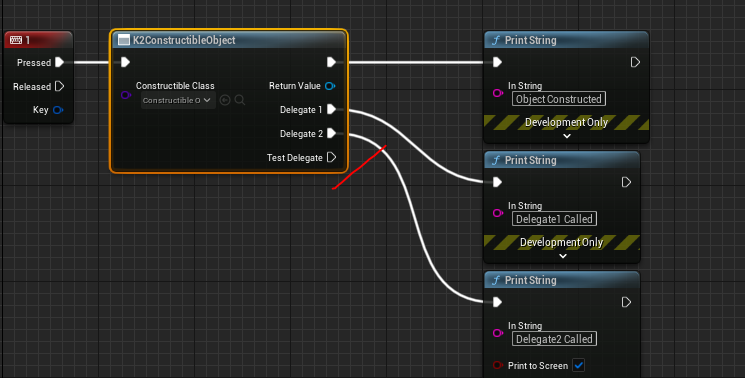 1
Pressed
Released
Key
K2ConstructibleObject
Constructible Class
Constructible O
Return Value
Delegate 1
Delegate 2
Test Delegate
f Print String
In String
Object Constructed
Development Only
f Print String
In String
Delegate1 Called
Development Only
f Print String
In String
Delegate2 Called
Print to Screen